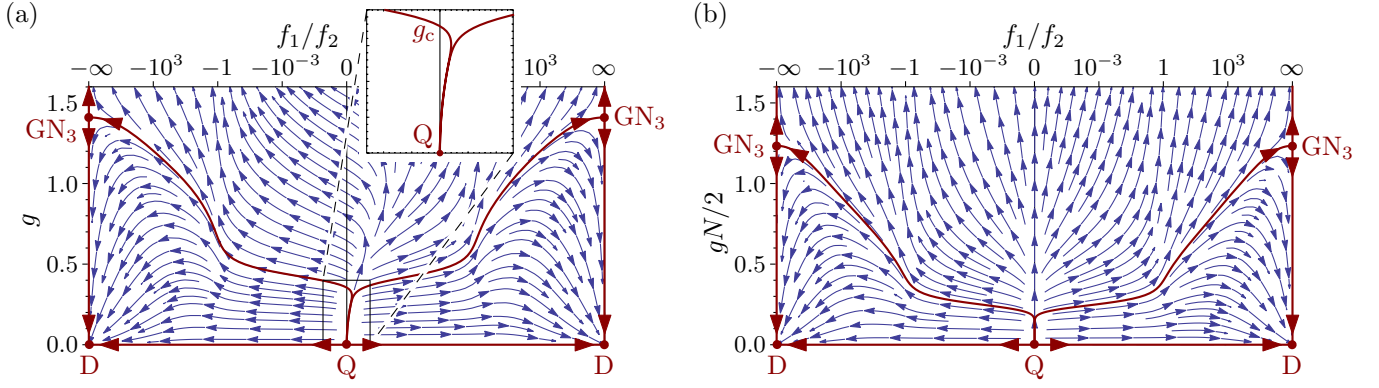 (a)
f₁/f₂
−∞ −10³ −1 −10⁻³ 0 10³ ∞
g_c
Q
1.5
1.0
0.5
0.0
g
GN₃
GN₃
D Q D
(b)
f₁/f₂
−∞ −10³ −1 −10⁻³ 0 10⁻³ 1 10³ ∞
1.5
1.0
0.5
0.0
gN/2
GN₃
GN₃
D Q D